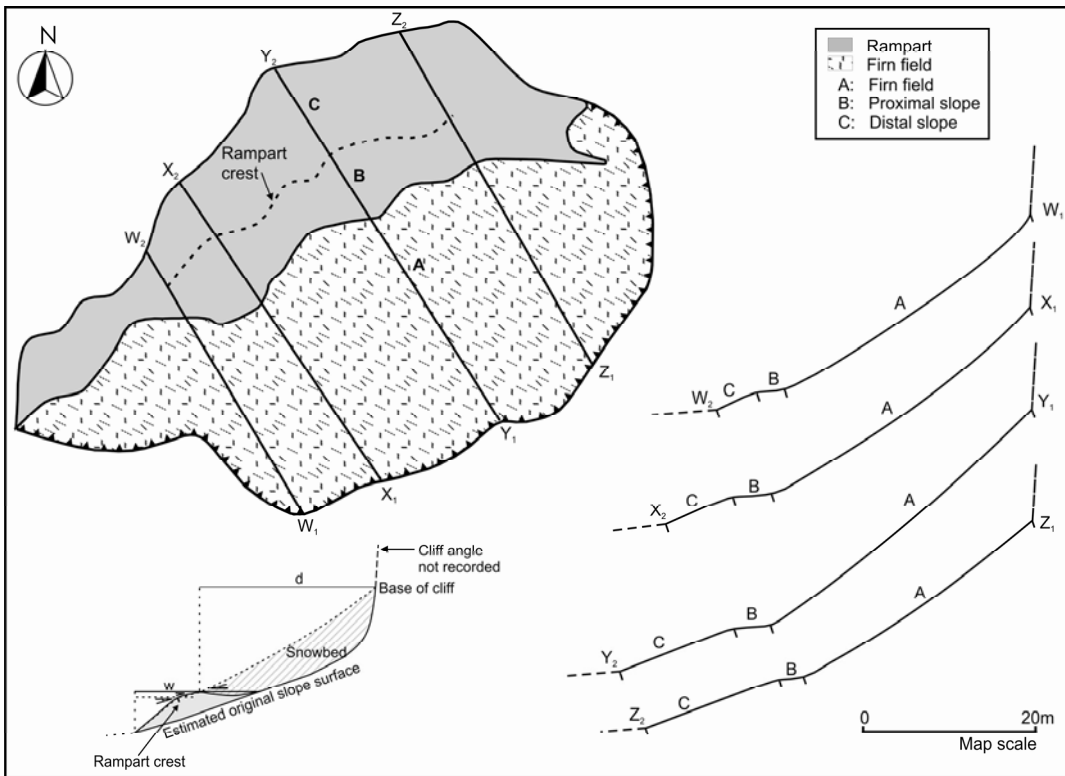 N
Z2
Y2
C
Rampart
crest
B
X2
W2
A
Z1
Y1
X1
W1
Rampart
Firn field
A: Firn field
B: Proximal slope
C: Distal slope
W1
A
B
C
W2
X1
A
B
C
X2
Y1
A
B
C
Y2
Z1
A
B
C
Z2
0 20m
Map scale
Cliff angle
not recorded
d
Base of cliff
Snowbed
w
Estimated original slope surface
Rampart crest